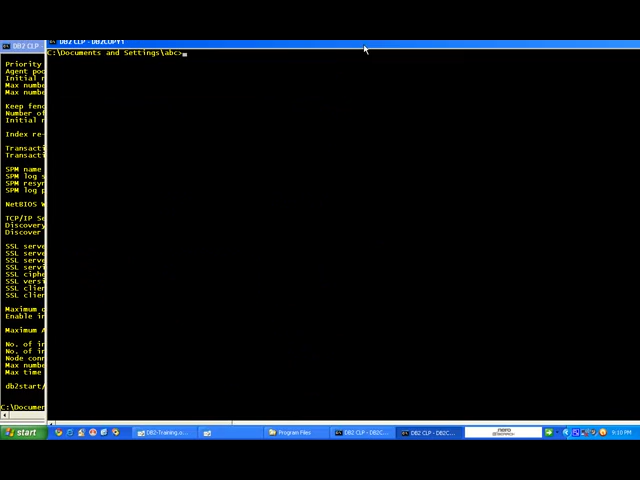 DB2 CLP
DB2 CLP - DB2COPY1
C:\Documents and Settings\abc>
Priority
Agent poo
Initial n
Max numbe
Max numbe
Keep fenc
Number of
Initial n
Index re-
Transacti
Transacti
SPM name
SPM log s
SPM resyn
SPM log p
NetBIOS W
TCP/IP Se
Discovery
Discover
SSL serve
SSL serve
SSL serve
SSL servi
SSL ciphe
SSL versi
SSL clien
SSL clien
Maximum c
Enable in
Maximum A
No. of in
No. of in
Node conn
Max numbe
Max time
db2start/
C:\Documen
start
DB2-Training.o...
Program Files
DB2 CLP - DB2C...
DB2 CLP - DB2C...
nero
9:10 PM